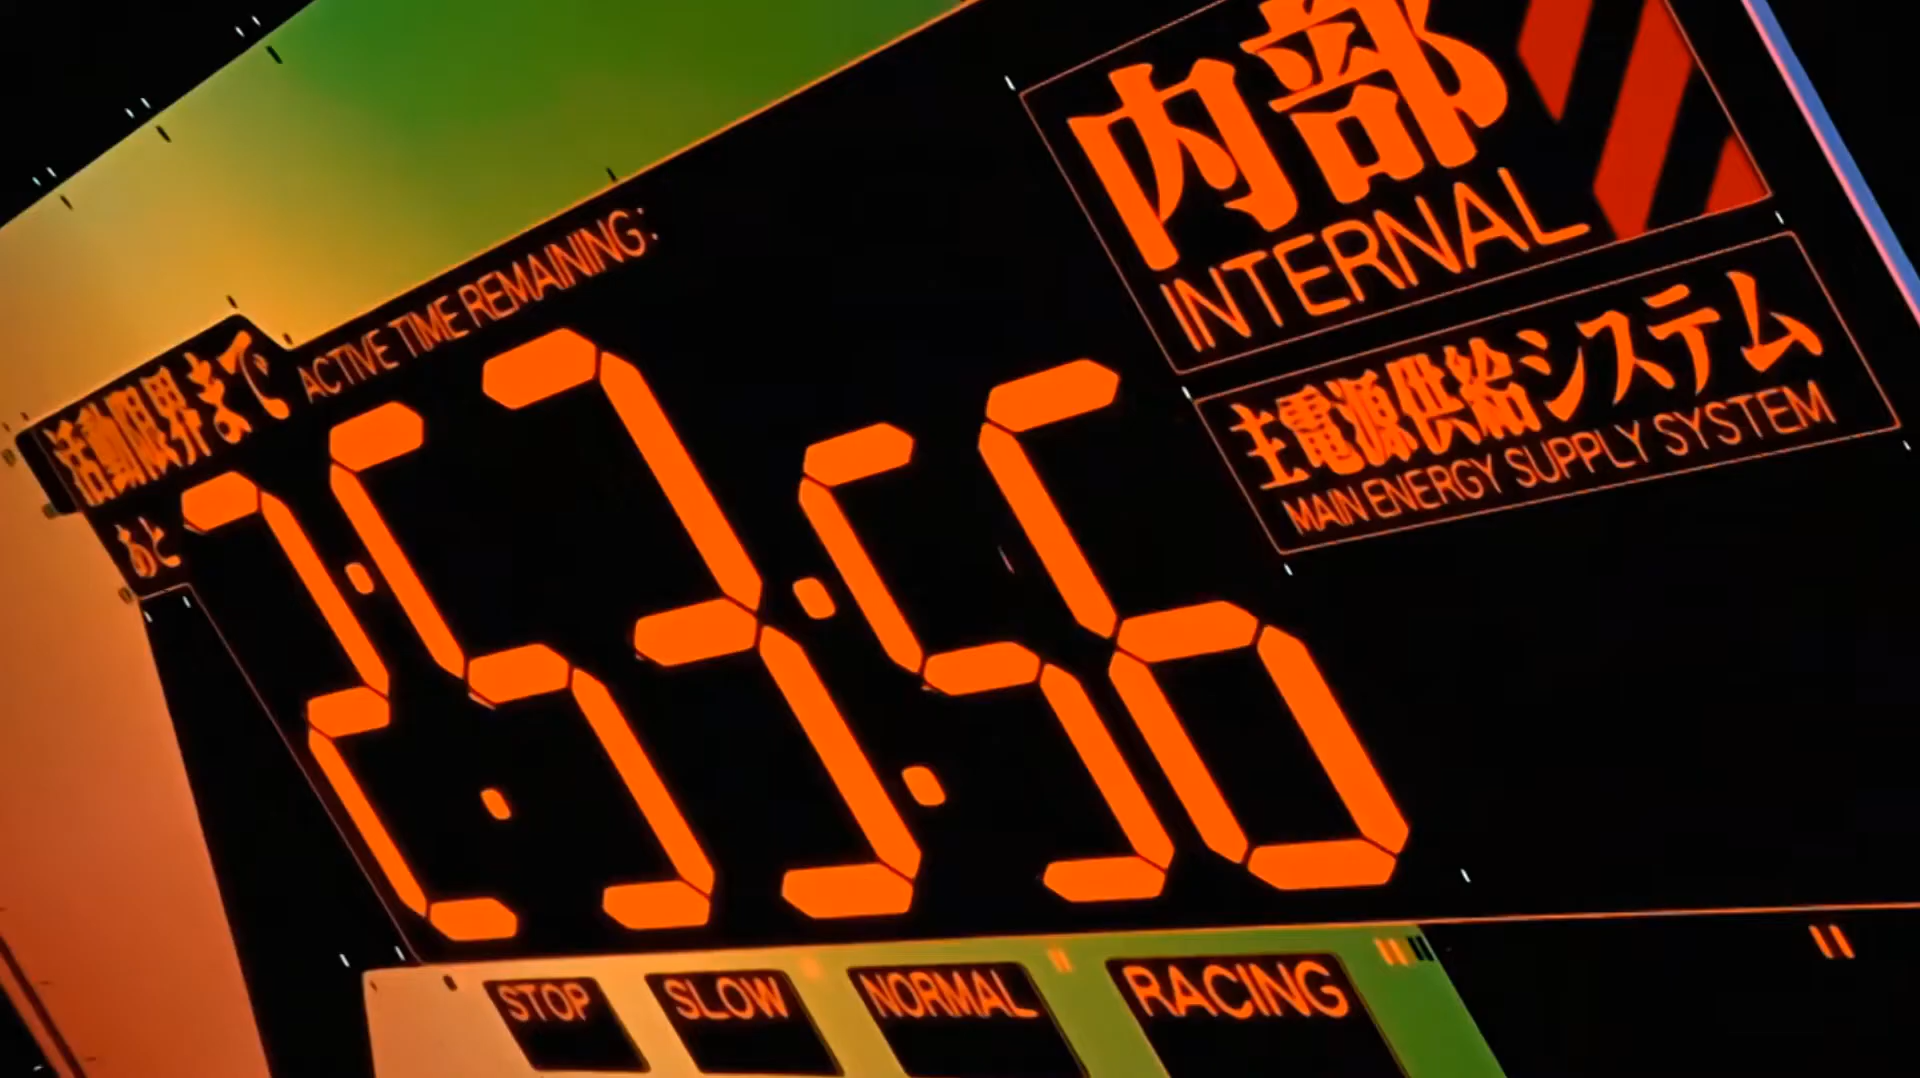 内部
INTERNAL
主電源供給システム
MAIN ENERGY SUPPLY SYSTEM
活動限界まで
ACTIVE TIME REMAINING:
あと
2:53:56
STOP
SLOW
NORMAL
RACING